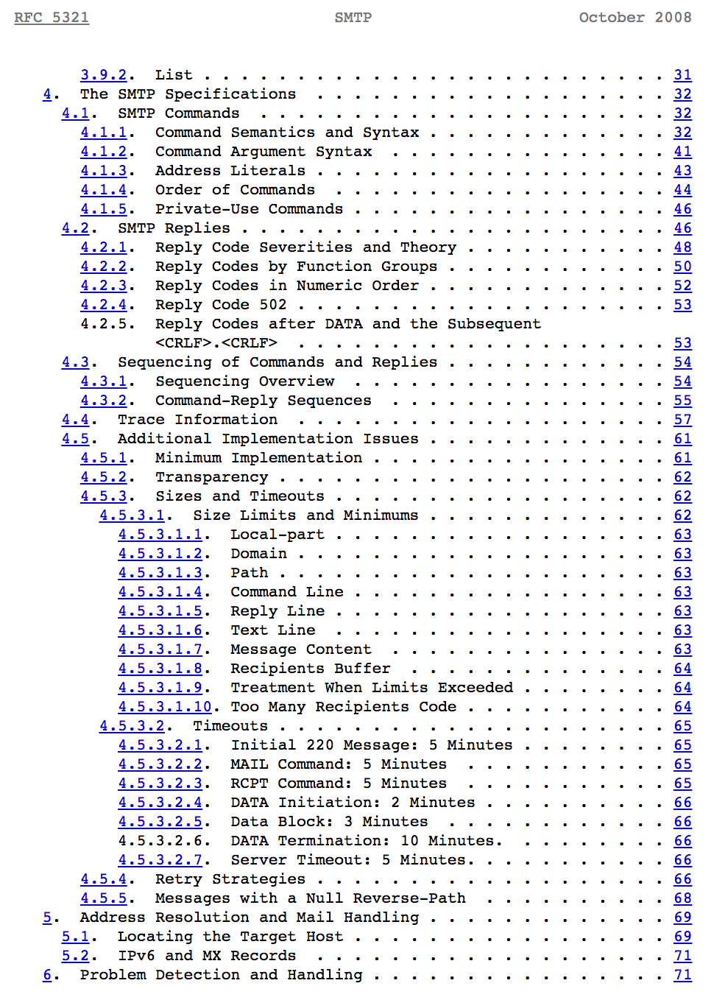 RFC 5321 SMTP October 2008
3.9.2. List . . . . . . . . . . . . . . . . . . . . . . . . . 31
4. The SMTP Specifications . . . . . . . . . . . . . . . . . . . 32
4.1. SMTP Commands . . . . . . . . . . . . . . . . . . . . . . 32
4.1.1. Command Semantics and Syntax . . . . . . . . . . . . . 32
4.1.2. Command Argument Syntax . . . . . . . . . . . . . . . 41
4.1.3. Address Literals . . . . . . . . . . . . . . . . . . . 43
4.1.4. Order of Commands . . . . . . . . . . . . . . . . . . 44
4.1.5. Private-Use Commands . . . . . . . . . . . . . . . . . 46
4.2. SMTP Replies . . . . . . . . . . . . . . . . . . . . . . . 46
4.2.1. Reply Code Severities and Theory . . . . . . . . . . . 48
4.2.2. Reply Codes by Function Groups . . . . . . . . . . . . 50
4.2.3. Reply Codes in Numeric Order . . . . . . . . . . . . . 52
4.2.4. Reply Code 502 . . . . . . . . . . . . . . . . . . . . 53
4.2.5. Reply Codes after DATA and the Subsequent
<CRLF>.<CRLF> . . . . . . . . . . . . . . . . . . . . 53
4.3. Sequencing of Commands and Replies . . . . . . . . . . . . 54
4.3.1. Sequencing Overview . . . . . . . . . . . . . . . . . 54
4.3.2. Command-Reply Sequences . . . . . . . . . . . . . . . 55
4.4. Trace Information . . . . . . . . . . . . . . . . . . . . 57
4.5. Additional Implementation Issues . . . . . . . . . . . . . 61
4.5.1. Minimum Implementation . . . . . . . . . . . . . . . . 61
4.5.2. Transparency . . . . . . . . . . . . . . . . . . . . . 62
4.5.3. Sizes and Timeouts . . . . . . . . . . . . . . . . . . 62
4.5.3.1. Size Limits and Minimums . . . . . . . . . . . . . 62
4.5.3.1.1. Local-part . . . . . . . . . . . . . . . . . . 63
4.5.3.1.2. Domain . . . . . . . . . . . . . . . . . . . . 63
4.5.3.1.3. Path . . . . . . . . . . . . . . . . . . . . . 63
4.5.3.1.4. Command Line . . . . . . . . . . . . . . . . . 63
4.5.3.1.5. Reply Line . . . . . . . . . . . . . . . . . . 63
4.5.3.1.6. Text Line . . . . . . . . . . . . . . . . . . 63
4.5.3.1.7. Message Content . . . . . . . . . . . . . . . 63
4.5.3.1.8. Recipients Buffer . . . . . . . . . . . . . . 64
4.5.3.1.9. Treatment When Limits Exceeded . . . . . . . . 64
4.5.3.1.10. Too Many Recipients Code . . . . . . . . . . . 64
4.5.3.2. Timeouts . . . . . . . . . . . . . . . . . . . . . 65
4.5.3.2.1. Initial 220 Message: 5 Minutes . . . . . . . . 65
4.5.3.2.2. MAIL Command: 5 Minutes . . . . . . . . . . . 65
4.5.3.2.3. RCPT Command: 5 Minutes . . . . . . . . . . . 65
4.5.3.2.4. DATA Initiation: 2 Minutes . . . . . . . . . . 66
4.5.3.2.5. Data Block: 3 Minutes . . . . . . . . . . . . 66
4.5.3.2.6. DATA Termination: 10 Minutes. . . . . . . . . 66
4.5.3.2.7. Server Timeout: 5 Minutes. . . . . . . . . . . 66
4.5.4. Retry Strategies . . . . . . . . . . . . . . . . . . . 66
4.5.5. Messages with a Null Reverse-Path . . . . . . . . . . 68
5. Address Resolution and Mail Handling . . . . . . . . . . . . . 69
5.1. Locating the Target Host . . . . . . . . . . . . . . . . . 69
5.2. IPv6 and MX Records . . . . . . . . . . . . . . . . . . . 71
6. Problem Detection and Handling . . . . . . . . . . . . . . . . 71